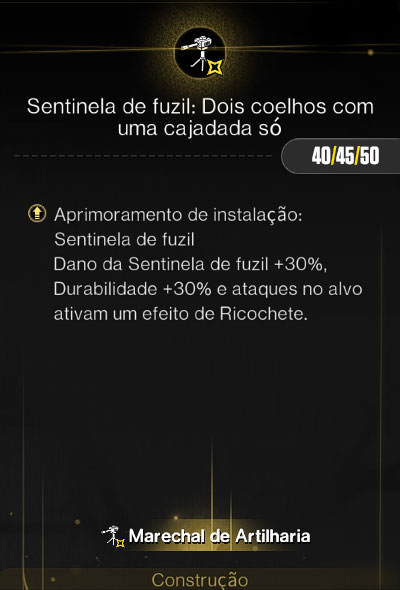 Sentinela de fuzil: Dois coelhos com
uma cajadada só
40/45/50
Aprimoramento de instalação:
Sentinela de fuzil
Dano da Sentinela de fuzil +30%,
Durabilidade +30% e ataques no alvo
ativam um efeito de Ricochete.
Marechal de Artilharia
Construção